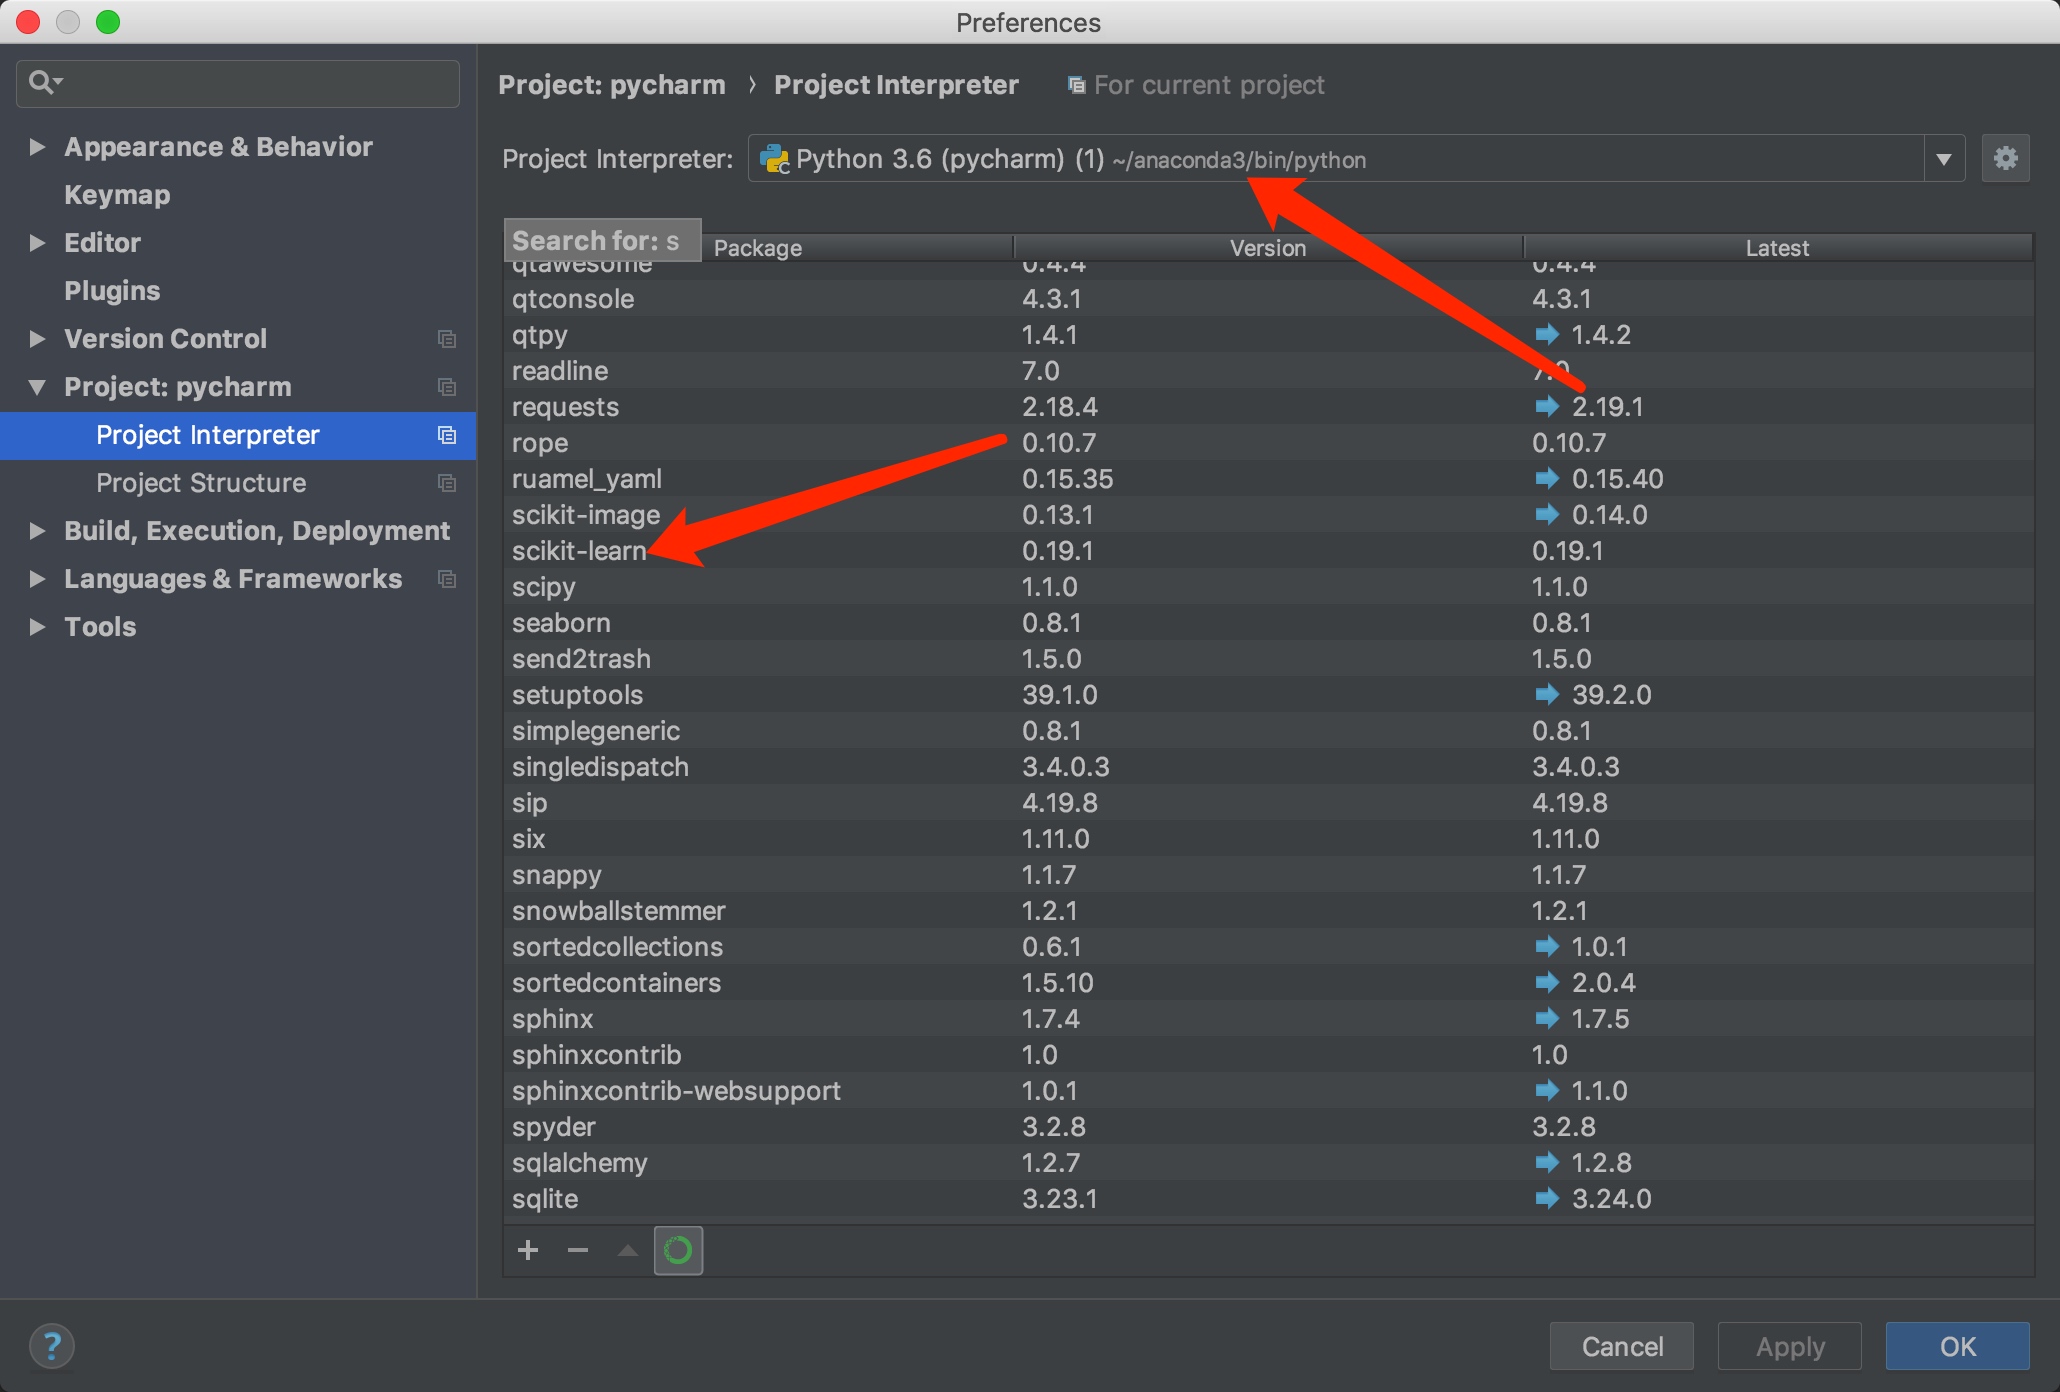 Preferences
Project: pycharm › Project Interpreter For current project
Appearance & Behavior
Keymap
Editor
Plugins
Version Control
Project: pycharm
Project Interpreter
Project Structure
Build, Execution, Deployment
Languages & Frameworks
Tools
Project Interpreter: Python 3.6 (pycharm) (1) ~/anaconda3/bin/python
Search for: s Package Version Latest
qtawesome 0.4.4 0.4.4
qtconsole 4.3.1 4.3.1
qtpy 1.4.1 1.4.2
readline 7.0 7.0
requests 2.18.4 2.19.1
rope 0.10.7 0.10.7
ruamel_yaml 0.15.35 0.15.40
scikit-image 0.13.1 0.14.0
scikit-learn 0.19.1 0.19.1
scipy 1.1.0 1.1.0
seaborn 0.8.1 0.8.1
send2trash 1.5.0 1.5.0
setuptools 39.1.0 39.2.0
simplegeneric 0.8.1 0.8.1
singledispatch 3.4.0.3 3.4.0.3
sip 4.19.8 4.19.8
six 1.11.0 1.11.0
snappy 1.1.7 1.1.7
snowballstemmer 1.2.1 1.2.1
sortedcollections 0.6.1 1.0.1
sortedcontainers 1.5.10 2.0.4
sphinx 1.7.4 1.7.5
sphinxcontrib 1.0 1.0
sphinxcontrib-websupport 1.0.1 1.1.0
spyder 3.2.8 3.2.8
sqlalchemy 1.2.7 1.2.8
sqlite 3.23.1 3.24.0
? Cancel Apply OK